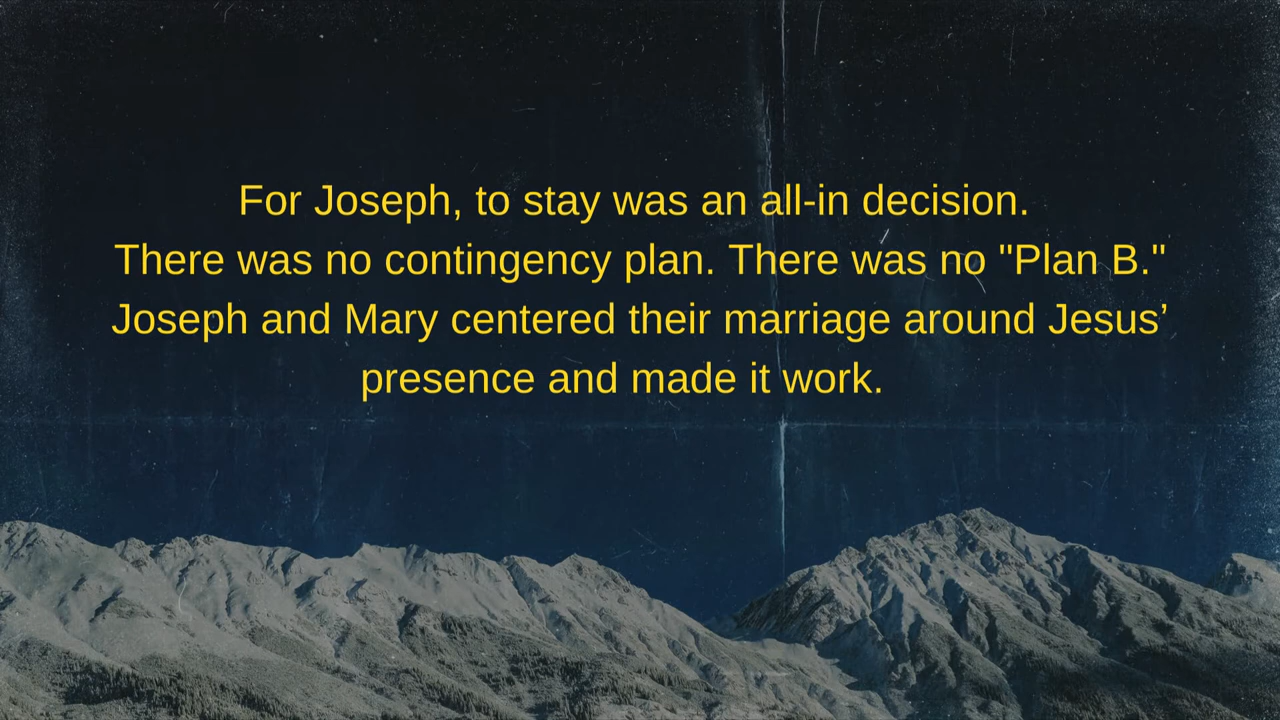 For Joseph, to stay was an all-in decision.
There was no contingency plan. There was no "Plan B."
Joseph and Mary centered their marriage around Jesus’
presence and made it work.